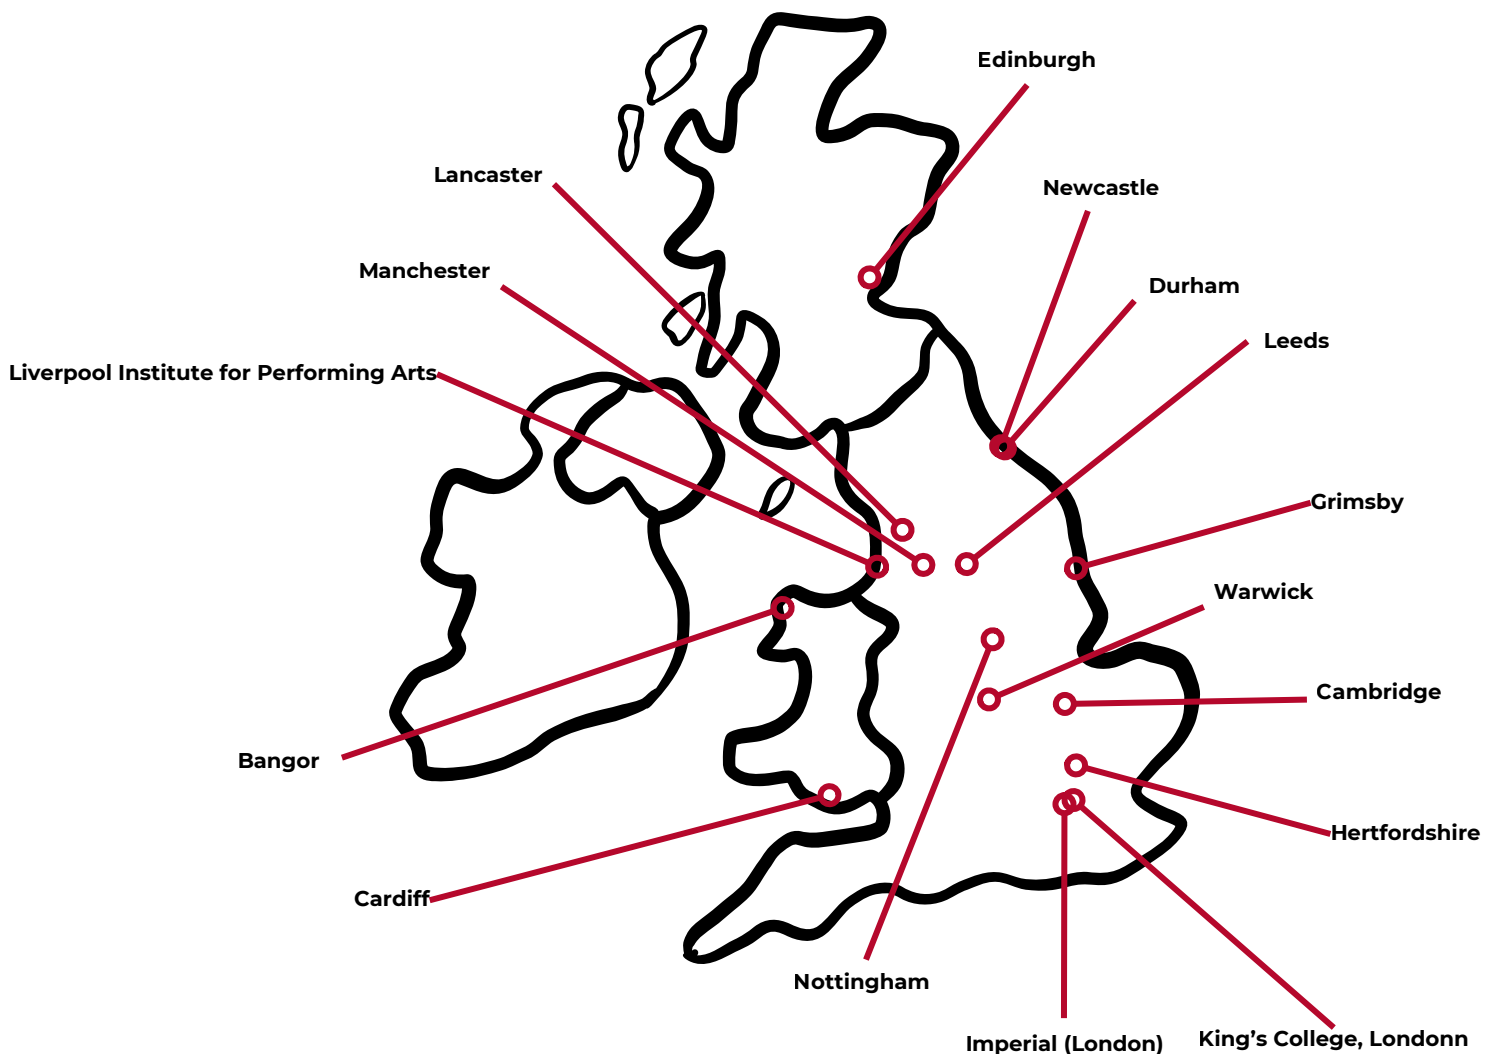 Edinburgh
Lancaster
Newcastle
Manchester
Durham
Leeds
Liverpool Institute for Performing Arts
Grimsby
Warwick
Cambridge
Bangor
Hertfordshire
Cardiff
Nottingham
Imperial (London)
King’s College, Londonn